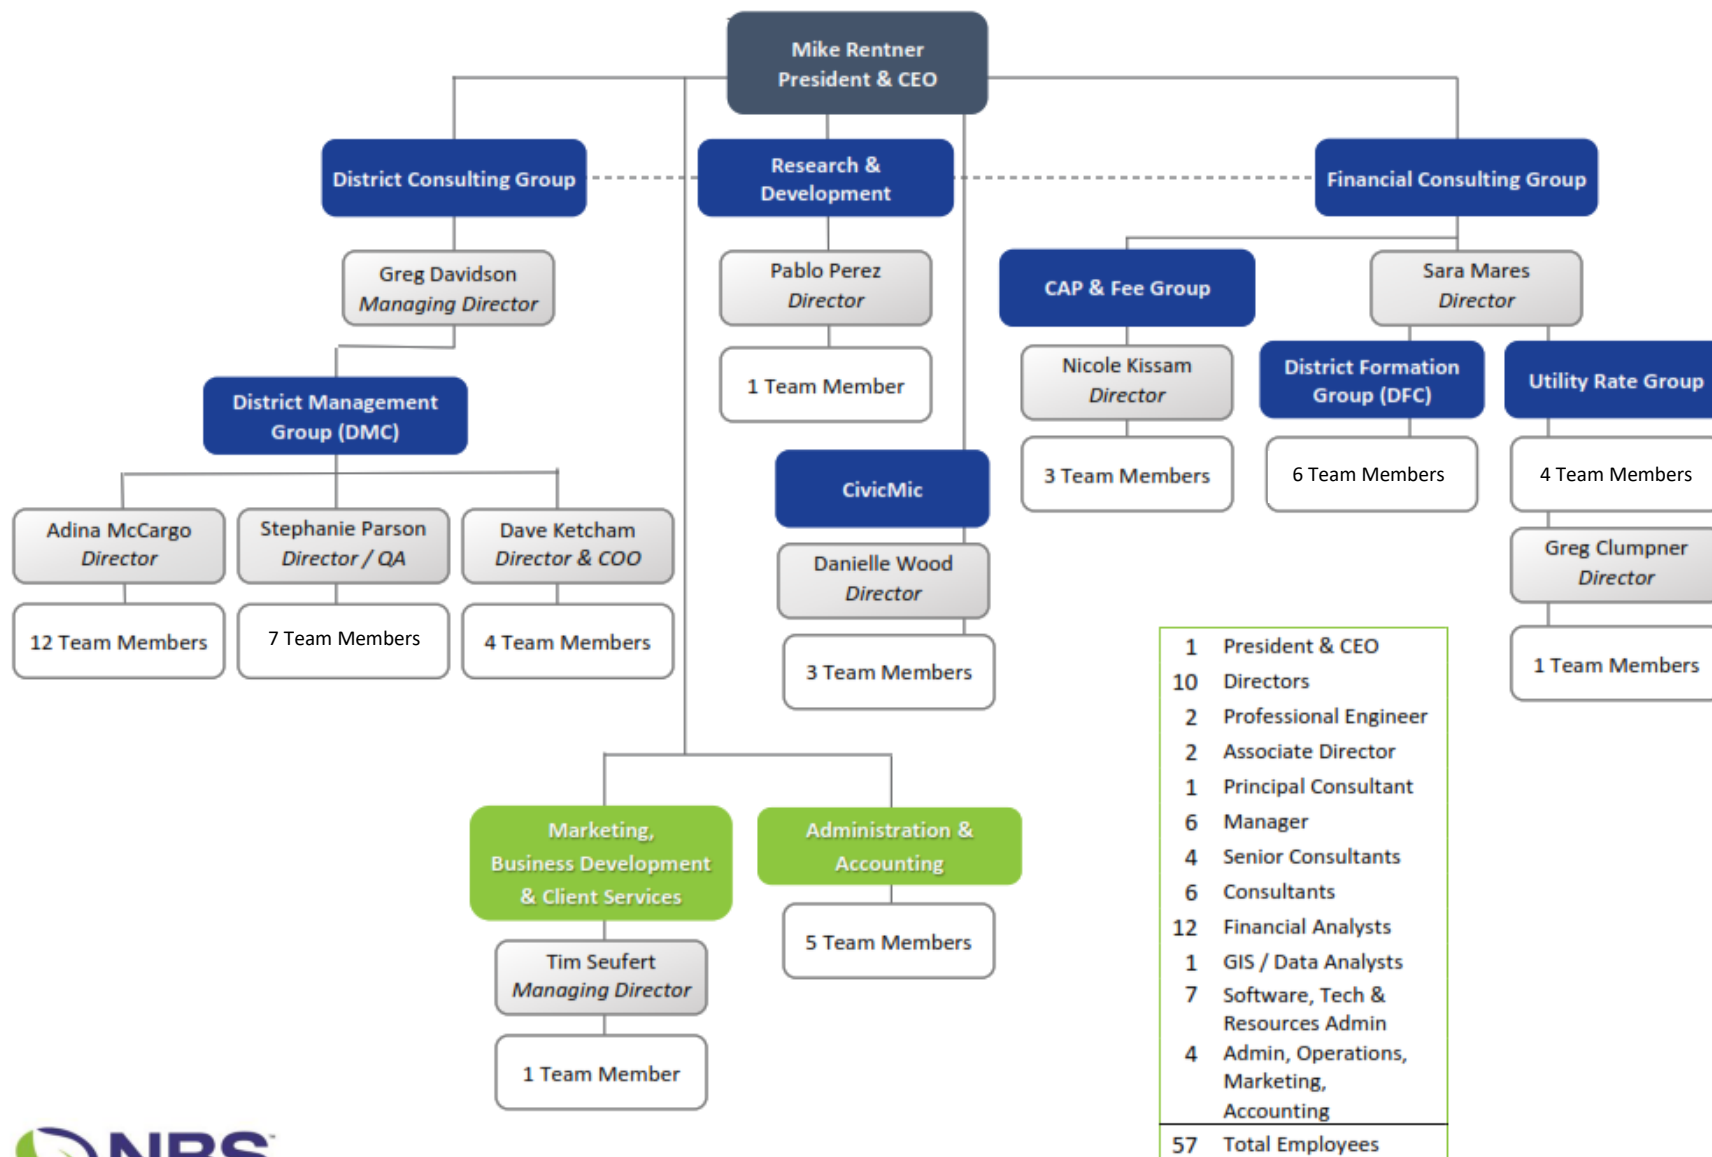 Mike Rentner
President & CEO
District Consulting Group
Research &
Development
Financial Consulting Group
Greg Davidson
Managing Director
Pablo Perez
Director
CAP & Fee Group
Sara Mares
Director
1 Team Member
Nicole Kissam
Director
District Formation
Group (DFC)
Utility Rate Group
District Management
Group (DMC)
3 Team Members
6 Team Members
4 Team Members
CivicMic
Adina McCargo
Director
Stephanie Parson
Director / QA
Dave Ketcham
Director & COO
Danielle Wood
Director
Greg Clumpner
Director
12 Team Members
7 Team Members
4 Team Members
3 Team Members
1 Team Members
1 President & CEO
10 Directors
2 Professional Engineer
2 Associate Director
1 Principal Consultant
6 Manager
4 Senior Consultants
6 Consultants
12 Financial Analysts
1 GIS / Data Analysts
7 Software, Tech &
Resources Admin
4 Admin, Operations,
Marketing,
Accounting
57 Total Employees
Marketing,
Business Development
& Client Services
Administration &
Accounting
Tim Seufert
Managing Director
5 Team Members
1 Team Member
NBS